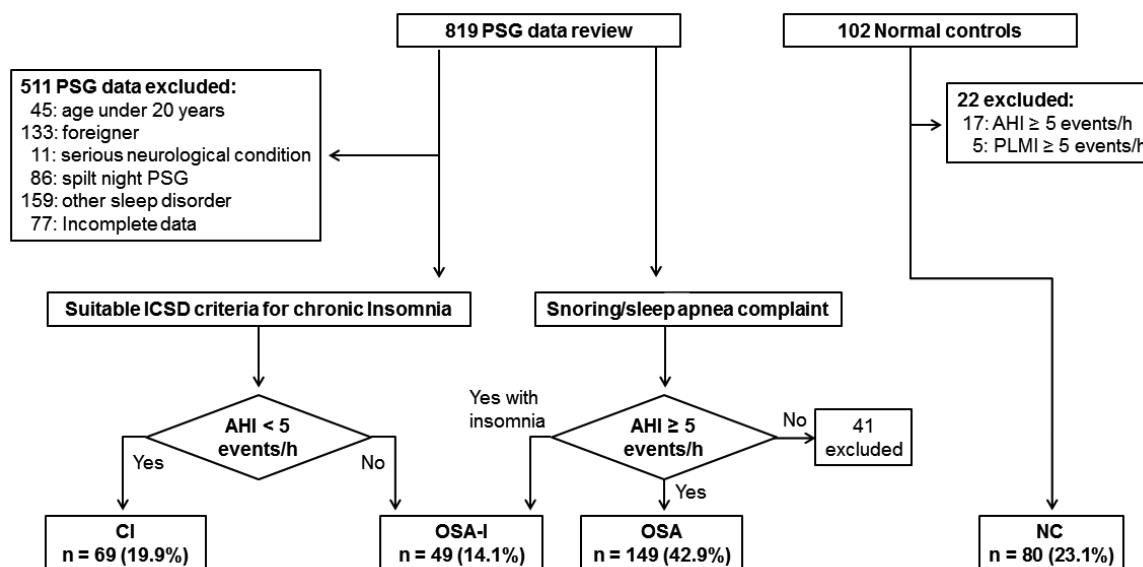 819 PSG data review
102 Normal controls
511 PSG data excluded:
45: age under 20 years
133: foreigner
11: serious neurological condition
86: spilt night PSG
159: other sleep disorder
77: Incomplete data
22 excluded:
17: AHI ≥ 5 events/h
5: PLMI ≥ 5 events/h
Suitable ICSD criteria for chronic Insomnia
Snoring/sleep apnea complaint
AHI < 5
events/h
Yes
No
Yes with
insomnia
AHI ≥ 5
events/h
No
41
excluded
Yes
CI
n = 69 (19.9%)
OSA-I
n = 49 (14.1%)
OSA
n = 149 (42.9%)
NC
n = 80 (23.1%)